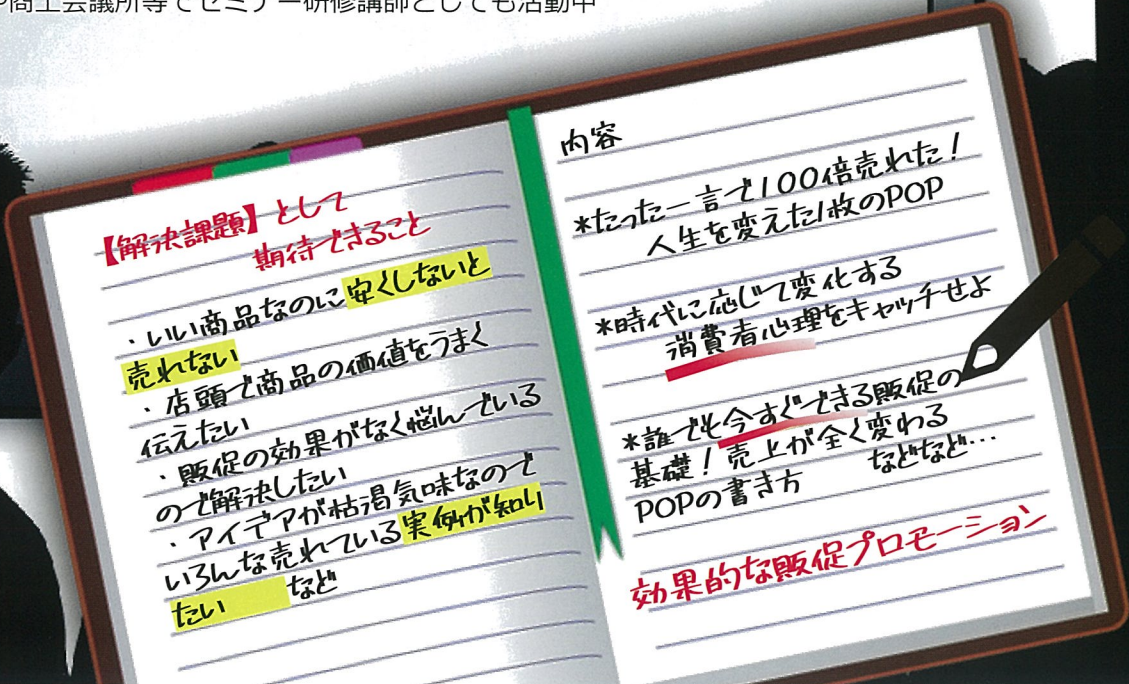 商工会議所等でセミナー研修講師としても活動中
【解決課題】として
期待できること
・いい商品なのに安くしないと
売れない
・店頭で商品の価値をうまく
伝えたい
・販促の効果がなく悩んでいる
ので解決したい
・アイデアが枯渇気味なので
いろんな売れている実例が知り
たい など
内容
*たった一言で100倍売れた!
人生を変えた1枚のPOP
*時代に応じて変化する
消費者心理をキャッチせよ
*誰でも今すぐできる販促の
基礎!売上が全く変わる
POPの書き方 などなど…
効果的な販促プロモーション